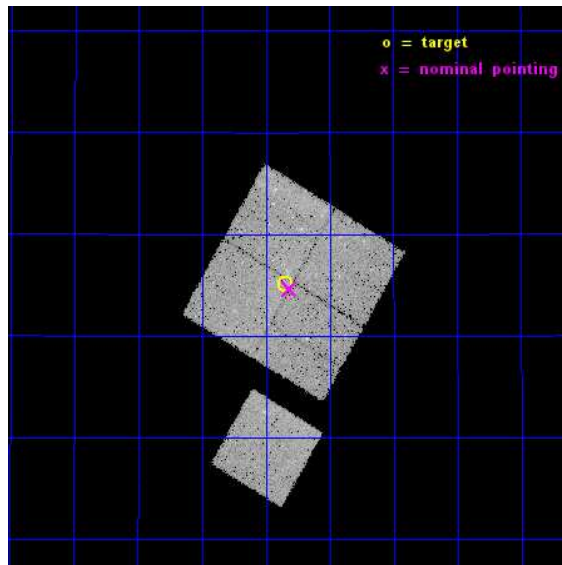 o = target
x = nominal pointing